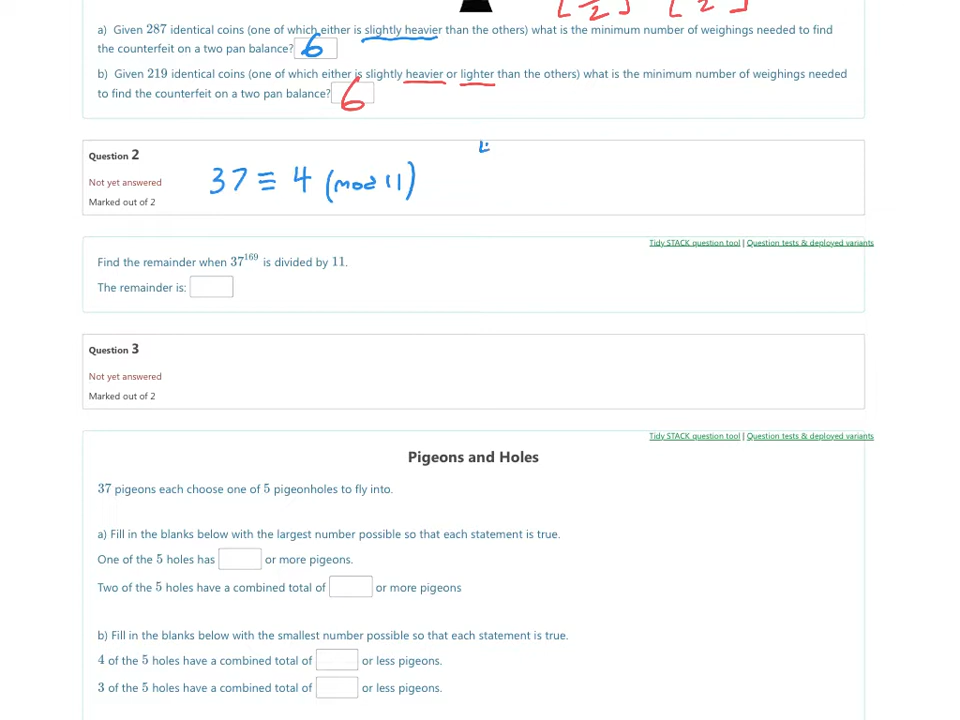 [ 2 ] [ 2 ]
a) Given 287 identical coins (one of which either is slightly heavier than the others) what is the minimum number of weighings needed to find
the counterfeit on a two pan balance? 6
b) Given 219 identical coins (one of which either is slightly heavier or lighter than the others) what is the minimum number of weighings needed
to find the counterfeit on a two pan balance? 6
Question 2
Not yet answered
Marked out of 2
37 ≡ 4 (mod 11)
Tidy STACK question tool | Question tests & deployed variants
Find the remainder when 37^169 is divided by 11.
The remainder is:
Question 3
Not yet answered
Marked out of 2
Tidy STACK question tool | Question tests & deployed variants
Pigeons and Holes
37 pigeons each choose one of 5 pigeonholes to fly into.
a) Fill in the blanks below with the largest number possible so that each statement is true.
One of the 5 holes has or more pigeons.
Two of the 5 holes have a combined total of or more pigeons
b) Fill in the blanks below with the smallest number possible so that each statement is true.
4 of the 5 holes have a combined total of or less pigeons.
3 of the 5 holes have a combined total of or less pigeons.